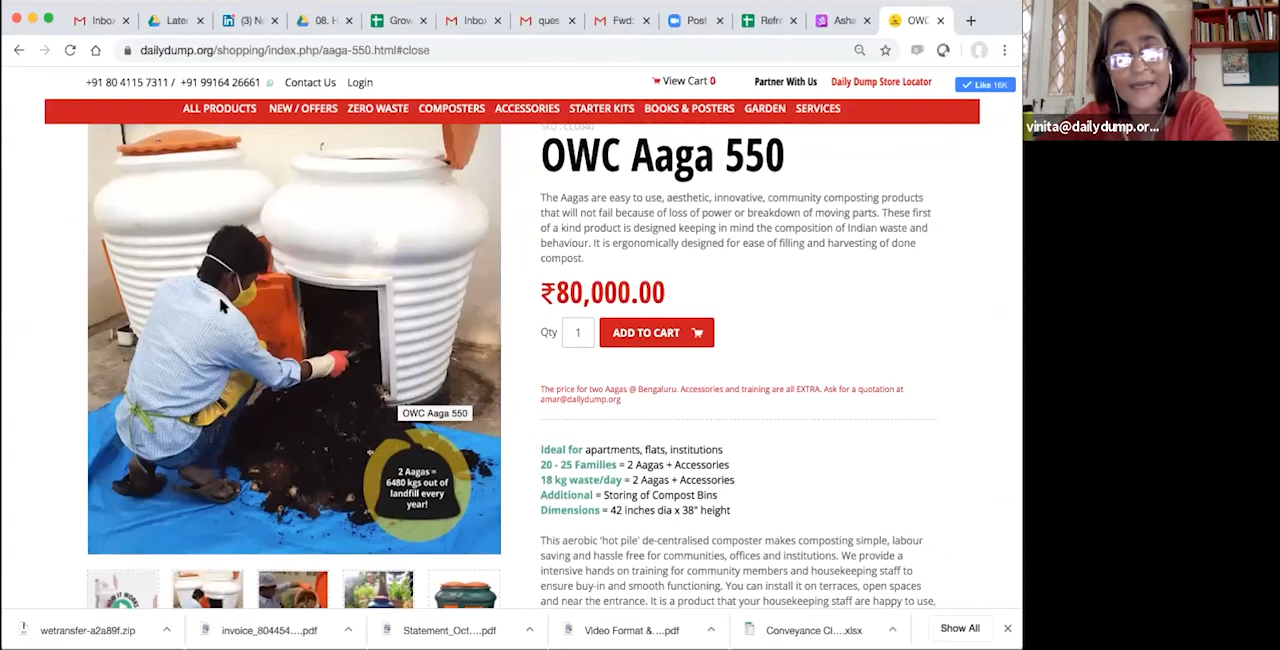 Inbo
Later
(3) N
08. H
Grow
Inbo
ques
Fwd:
Post
Refr
Asha
OWC
dailydump.org/shopping/index.php/aaga-550.html#close
+91 80 4115 7311 / +91 99164 26661 Contact Us Login
View Cart 0
Partner With Us
Daily Dump Store Locator
Like 16K
ALL PRODUCTS NEW / OFFERS ZERO WASTE COMPOSTERS ACCESSORIES STARTER KITS BOOKS & POSTERS GARDEN SERVICES
vinita@dailydump.or...
OWC Aaga 550
The Aagas are easy to use, aesthetic, innovative, community composting products
that will not fail because of loss of power or breakdown of moving parts. These first
of a kind product is designed keeping in mind the composition of Indian waste and
behaviour. It is ergonomically designed for ease of filling and harvesting of done
compost.
₹80,000.00
Qty 1 ADD TO CART
The price for two Aagas @ Bengaluru. Accessories and training are all EXTRA. Ask for a quotation at
amar@dailydump.org
OWC Aaga 550
Ideal for apartments, flats, institutions
20 - 25 Families = 2 Aagas + Accessories
18 kg waste/day = 2 Aagas + Accessories
Additional = Storing of Compost Bins
Dimensions = 42 inches dia x 38" height
2 Aagas =
6480 kgs out of
landfill every
year!
This aerobic 'hot pile' de-centralised composter makes composting simple, labour
saving and hassle free for communities, offices and institutions. We provide a
intensive hands on training for community members and housekeeping staff to
ensure buy-in and smooth functioning. You can install it on terraces, open spaces
and near the entrance. It is a product that your housekeeping staff are happy to use,
wetransfer-a2a89f.zip
invoice_804454....pdf
Statement_Oct....pdf
Video Format &....pdf
Conveyance Cl....xlsx
Show All